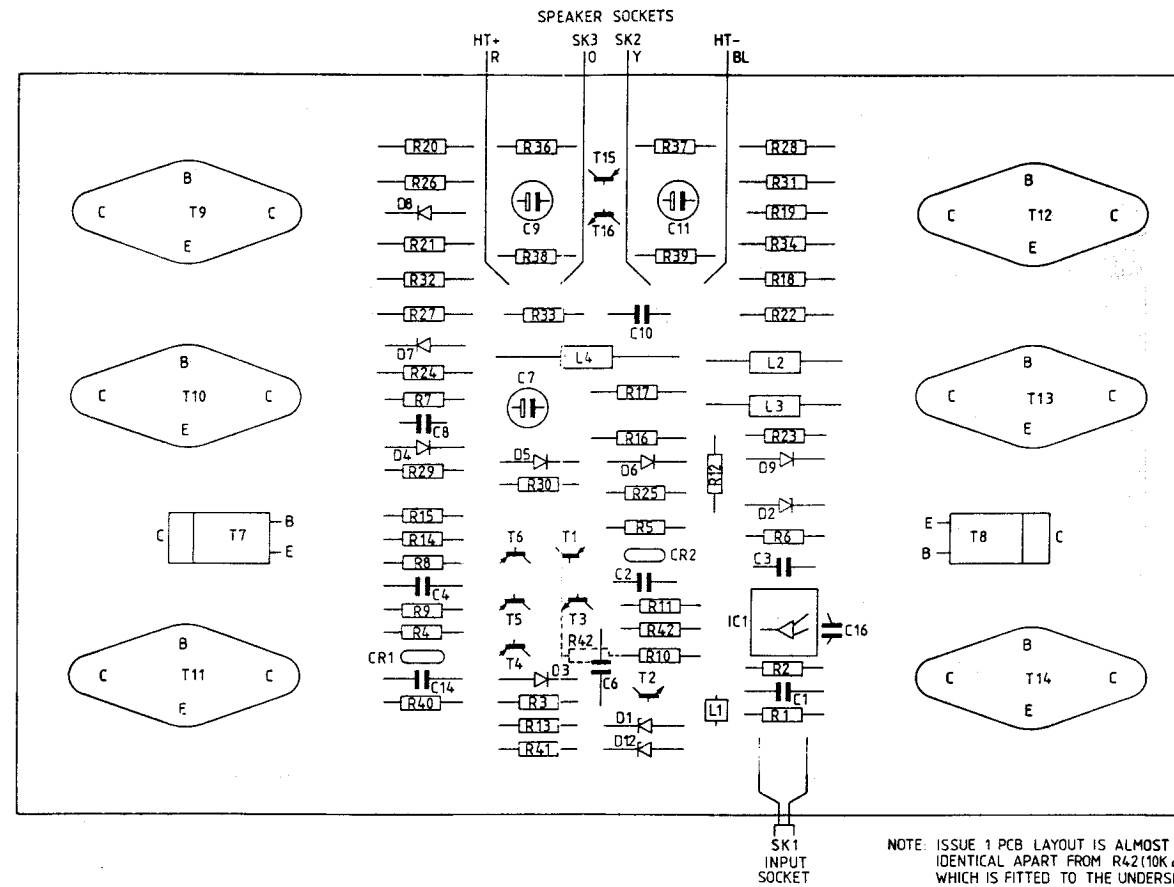 SPEAKER SOCKETS
HT+ SK3 SK2 HT-
R O Y BL
R20 R36 R37 R28
T15
R26 R31
D8 T9 C9 C11 R19 T12
T16
R21 R38 R39 R34
R32 R18
R27 R33 C10 R22
D7 L4 L2
R24 C7
T10 R7 R17 L3 T13
C8
D4 R16 R23
R29 D5 D6 R12 D9
R30 R25
D2
R15 R5
T7 R14 T6 T1 R6 T8
R8 CR2 C3
C4 C2
R9 T5 T3 R11 IC1 C16
R4 R42 R42
CR1 T4 R10
T11 C14 D3 C6 T2 R2 T14
R40 R3 L1 C1
R13 D1 R1
R41 D12
B
C C
E
B
C C
E
C B
E
B
C C
E
B
C C
E
B
C C
E
E
B C
B
C C
E
SK1
INPUT
SOCKET
NOTE: ISSUE 1 PCB LAYOUT IS ALMOST
IDENTICAL APART FROM R42(10K
WHICH IS FITTED TO THE